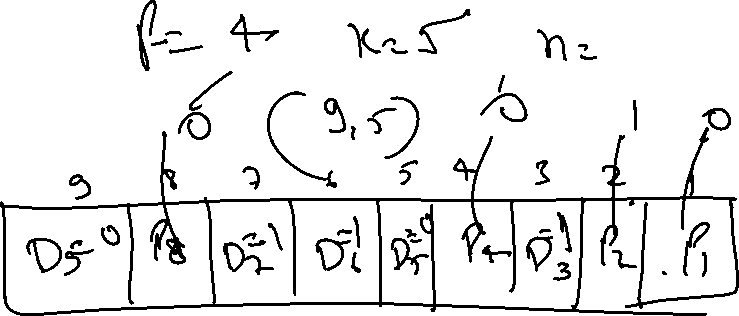 P= 4 K=5 n=
0 (9,5) 0 1 0
9 8 7 6 5 4 3 2 1
D5=0 P8 D7=1 D6=1 D5=0 P4 D3=1 P2 P1